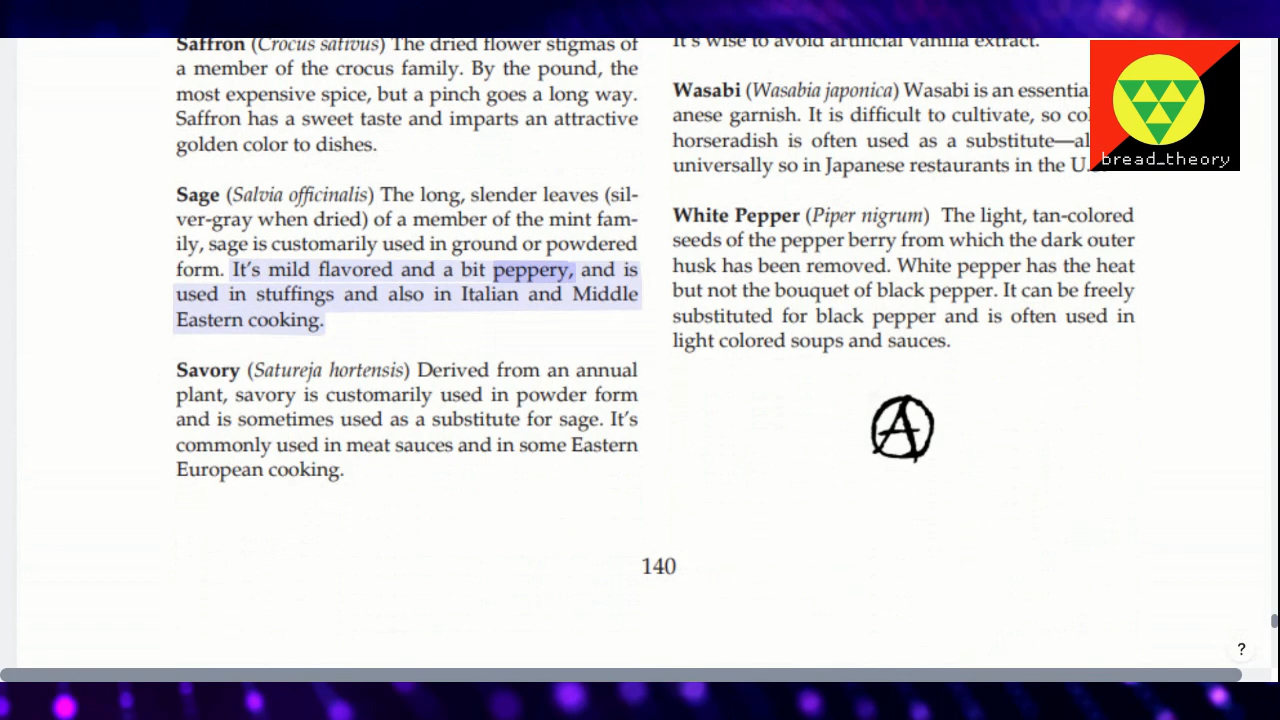 Saffron (Crocus sativus) The dried flower stigmas of
a member of the crocus family. By the pound, the
most expensive spice, but a pinch goes a long way.
Saffron has a sweet taste and imparts an attractive
golden color to dishes.
Sage (Salvia officinalis) The long, slender leaves (sil-
ver-gray when dried) of a member of the mint fam-
ily, sage is customarily used in ground or powdered
form. It's mild flavored and a bit peppery, and is
used in stuffings and also in Italian and Middle
Eastern cooking.
Savory (Satureja hortensis) Derived from an annual
plant, savory is customarily used in powder form
and is sometimes used as a substitute for sage. It's
commonly used in meat sauces and in some Eastern
European cooking.
It's wise to avoid artificial vanilla extract.
Wasabi (Wasabia japonica) Wasabi is an essential
anese garnish. It is difficult to cultivate, so
horseradish is often used as a substitute—
universally so in Japanese restaurants in the
White Pepper (Piper nigrum) The light, tan-colored
seeds of the pepper berry from which the dark outer
husk has been removed. White pepper has the heat
but not the bouquet of black pepper. It can be freely
substituted for black pepper and is often used in
light colored soups and sauces.
A
140
bread_theory
?